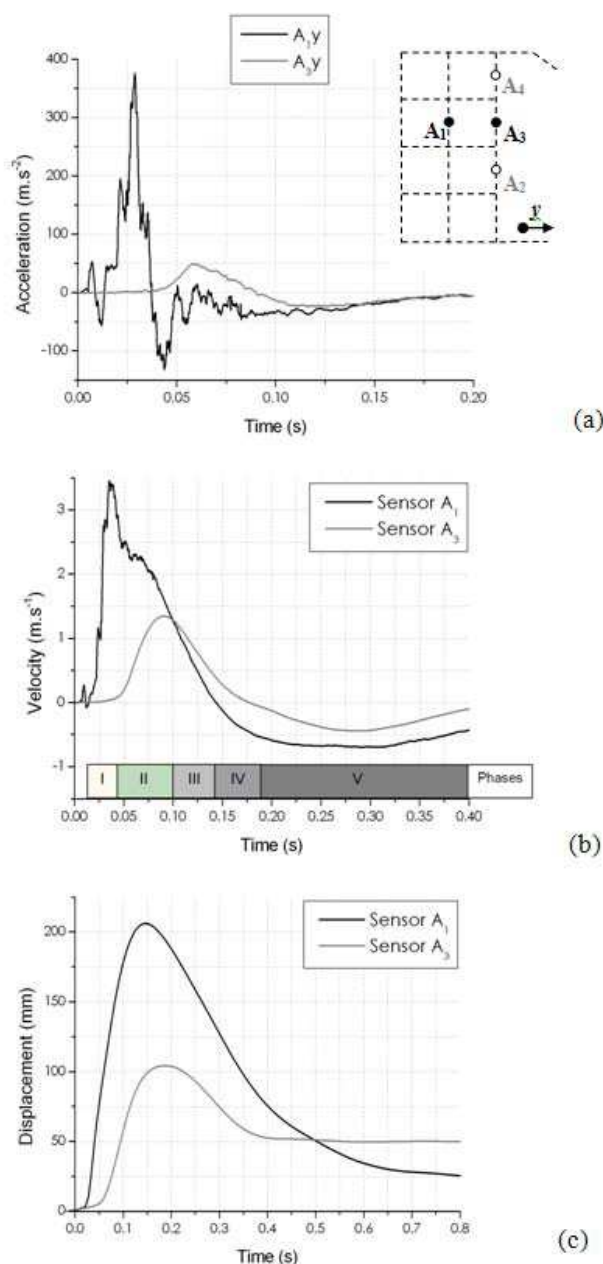 A₁y
A₃y
400
300
200
100
0
-100
Acceleration (m.s⁻²)
0.00 0.05 0.10 0.15 0.20
Time (s)
A₄
A₁ A₃
A₂
y
(a)
Sensor A₁
Sensor A₃
3
2
1
0
-1
Velocity (m.s⁻¹)
I II III IV V Phases
0.00 0.05 0.10 0.15 0.20 0.25 0.30 0.35 0.40
Time (s)
(b)
Sensor A₁
Sensor A₃
200
150
100
50
0
Displacement (mm)
0.0 0.1 0.2 0.3 0.4 0.5 0.6 0.7 0.8
Time (s)
(c)